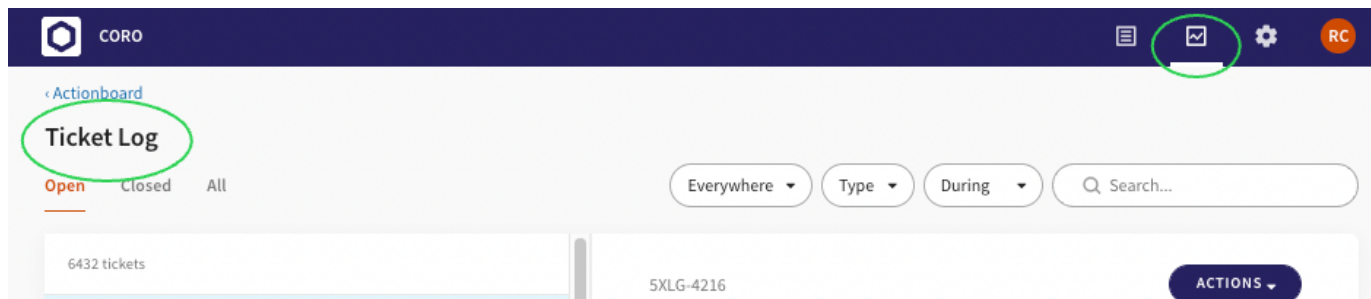 CORO
RC
‹ Actionboard
Ticket Log
Open Closed All
Everywhere Type During Search...
6432 tickets
5XLG-4216
ACTIONS